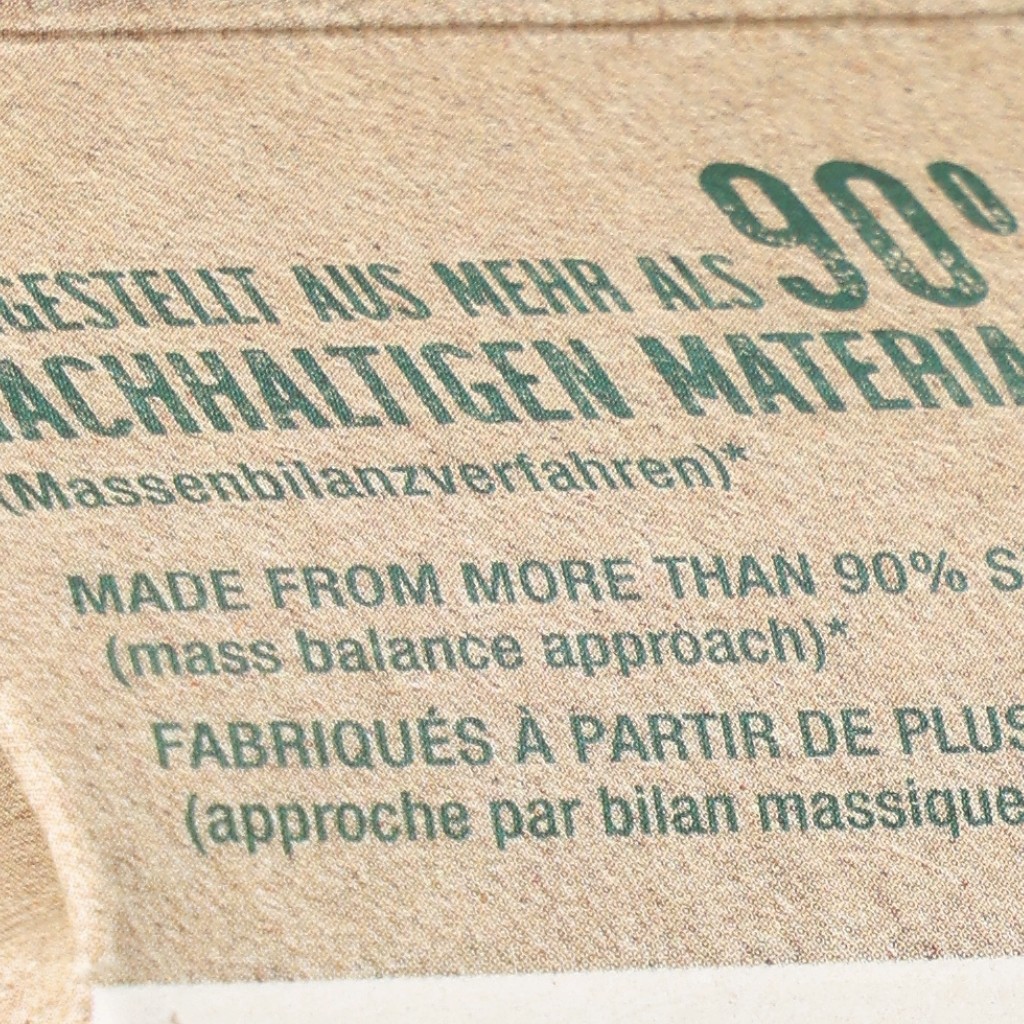 GESTELLT AUS MEHR ALS 90%
NACHHALTIGEN MATERIA
(Massenbilanzverfahren)*
MADE FROM MORE THAN 90% S
(mass balance approach)*
FABRIQUÉS À PARTIR DE PLUS
(approche par bilan massique